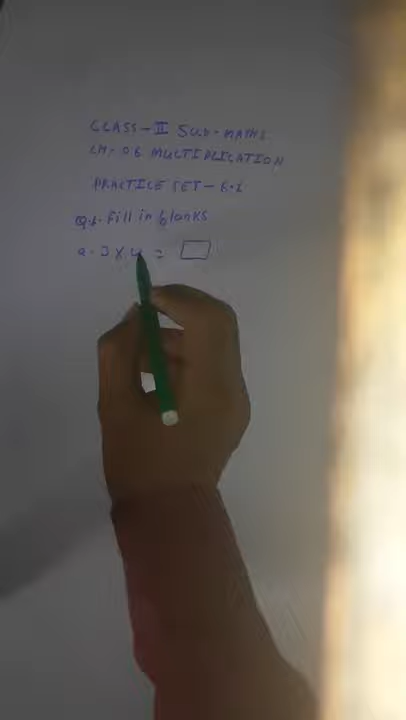 CLASS-II SUB-MATHS
CH-06 MULTIPLICATION
PRACTICE SET-6.1
Q.1. Fill in blanks
a. 3 x 4 =